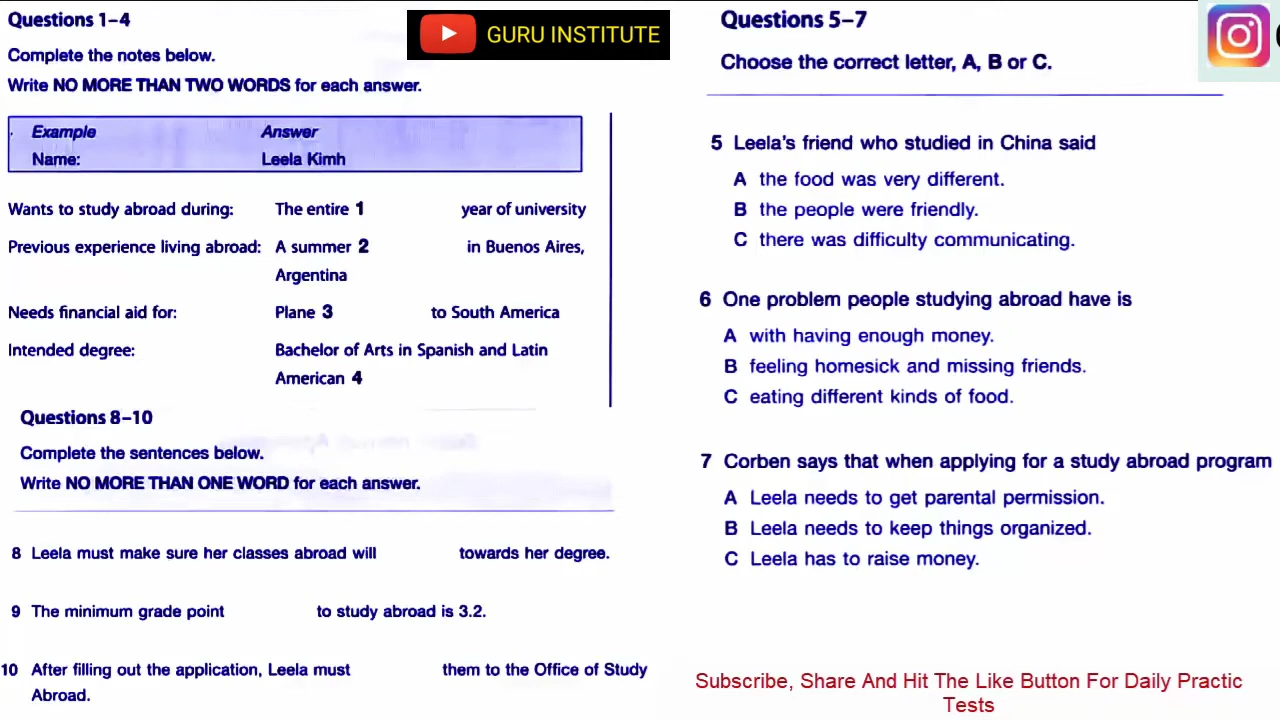 Questions 1–4
GURU INSTITUTE
Complete the notes below.
Write NO MORE THAN TWO WORDS for each answer.
Example Answer
Name: Leela Kimh
Wants to study abroad during: The entire 1 year of university
Previous experience living abroad: A summer 2 in Buenos Aires,
Argentina
Needs financial aid for: Plane 3 to South America
Intended degree: Bachelor of Arts in Spanish and Latin
American 4
Questions 8–10
Complete the sentences below.
Write NO MORE THAN ONE WORD for each answer.
8 Leela must make sure her classes abroad will towards her degree.
9 The minimum grade point to study abroad is 3.2.
10 After filling out the application, Leela must them to the Office of Study
Abroad.
Questions 5–7
Choose the correct letter, A, B or C.
5 Leela's friend who studied in China said
A the food was very different.
B the people were friendly.
C there was difficulty communicating.
6 One problem people studying abroad have is
A with having enough money.
B feeling homesick and missing friends.
C eating different kinds of food.
7 Corben says that when applying for a study abroad program
A Leela needs to get parental permission.
B Leela needs to keep things organized.
C Leela has to raise money.
Subscribe, Share And Hit The Like Button For Daily Practic
Tests